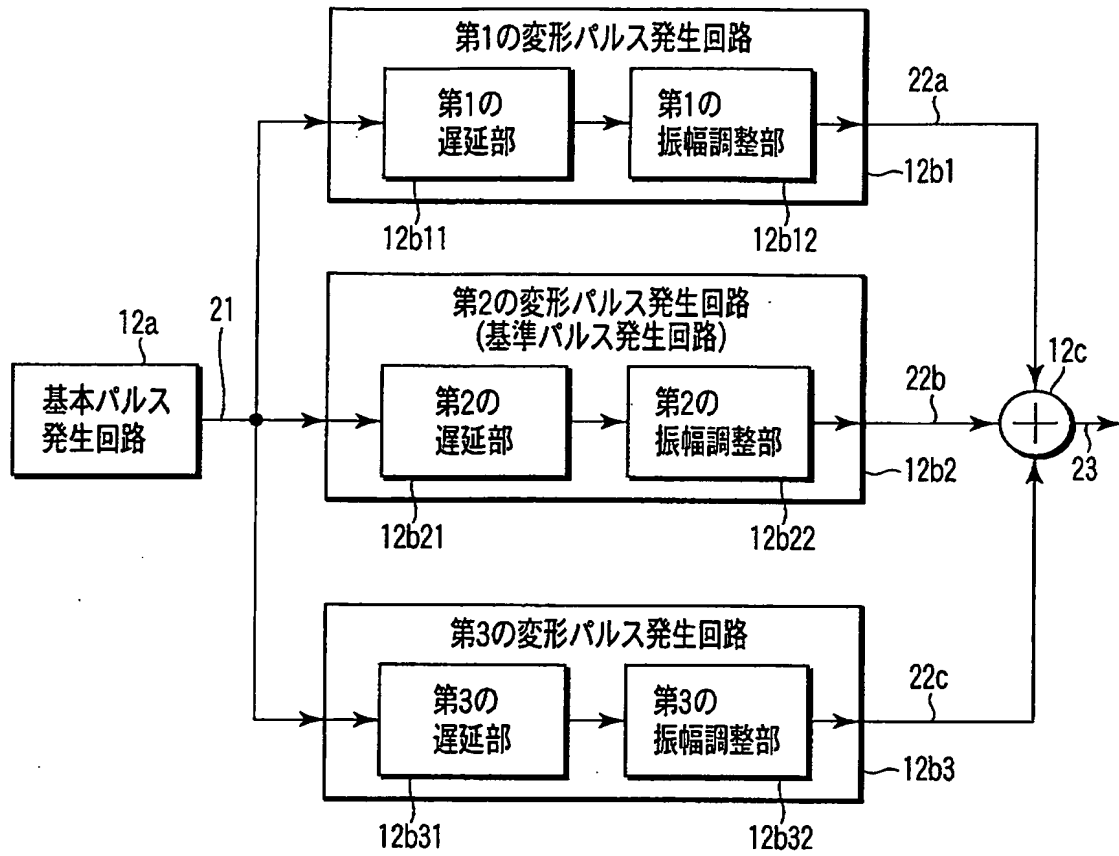 第1の変形パルス発生回路
第1の
遅延部
第1の
振幅調整部
22a
12b1
12b11
12b12
第2の変形パルス発生回路
(基準パルス発生回路)
12a
21
基本パルス
発生回路
第2の
遅延部
第2の
振幅調整部
22b
12c
23
12b2
12b21
12b22
第3の変形パルス発生回路
第3の
遅延部
第3の
振幅調整部
22c
12b3
12b31
12b32